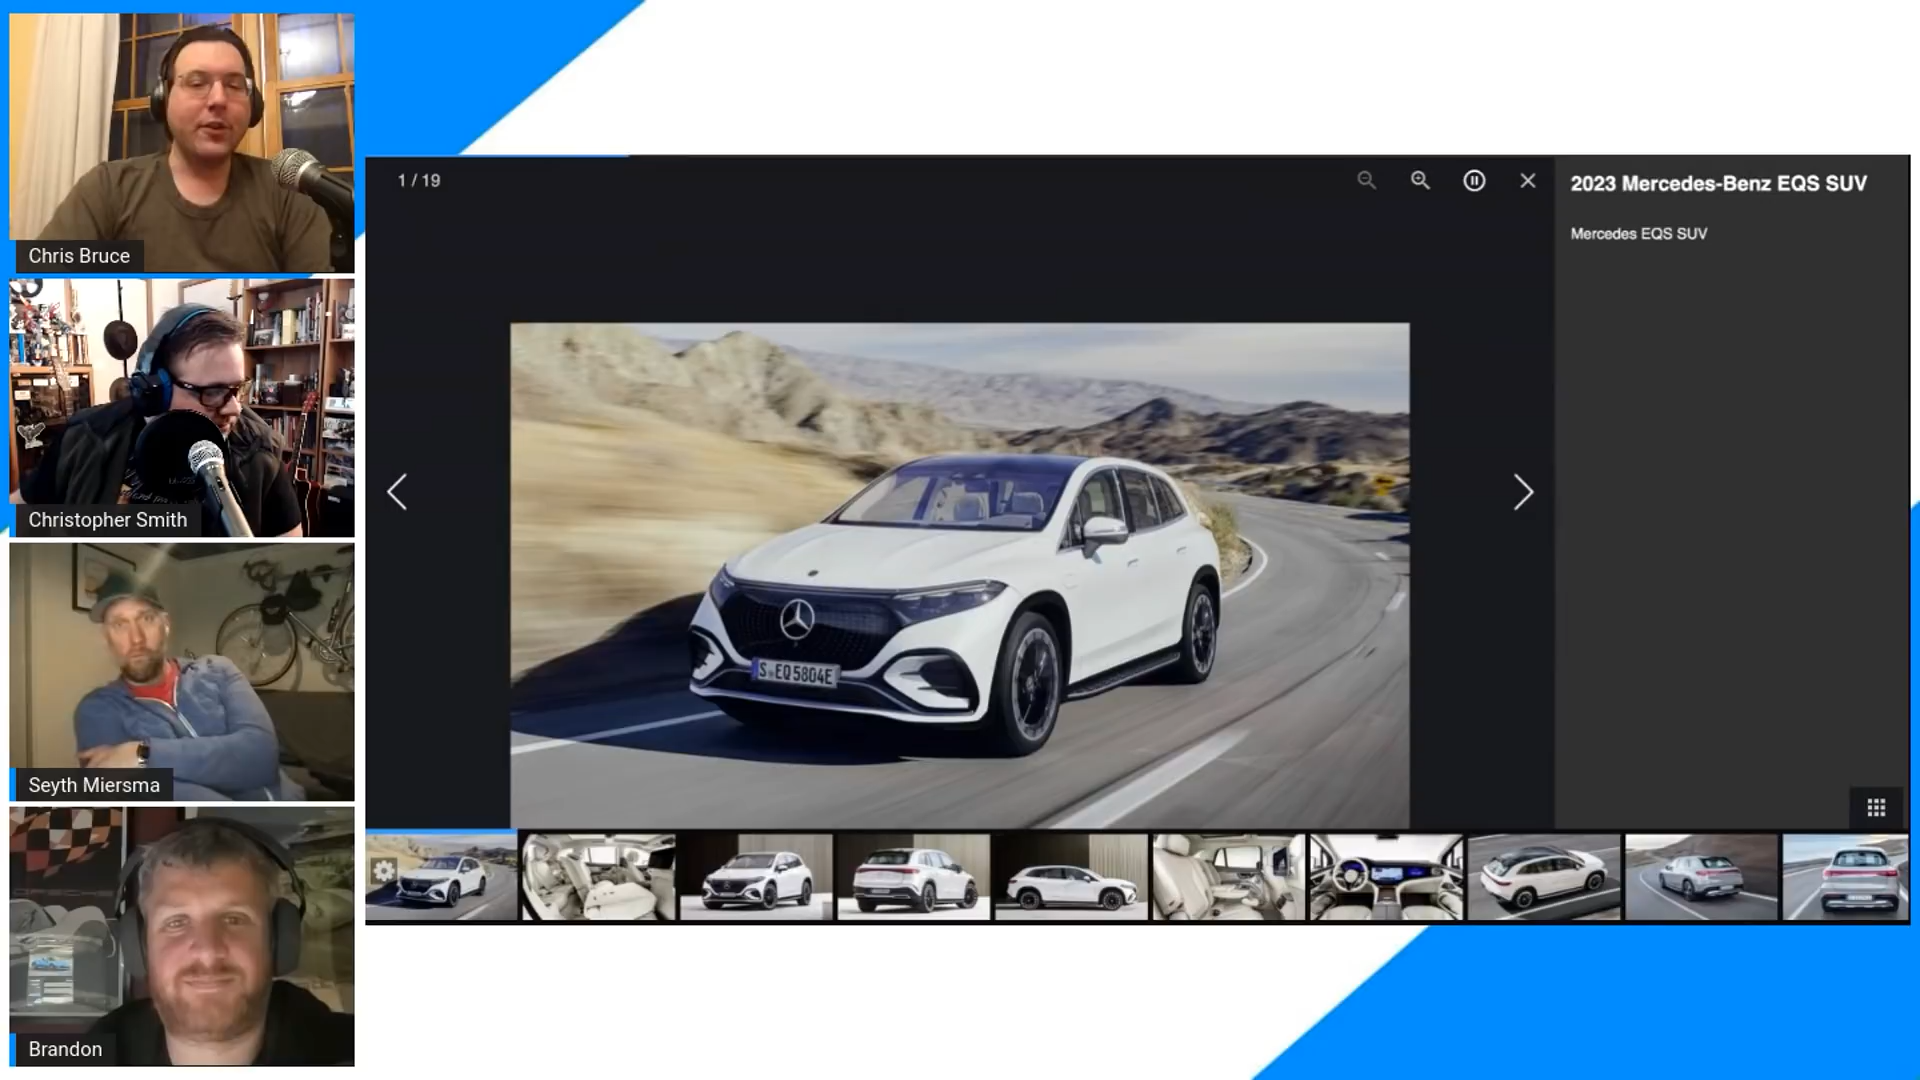 Chris Bruce
Christopher Smith
Seyth Miersma
Brandon
1 / 19
2023 Mercedes-Benz EQS SUV
Mercedes EQS SUV
S EQ 5804E